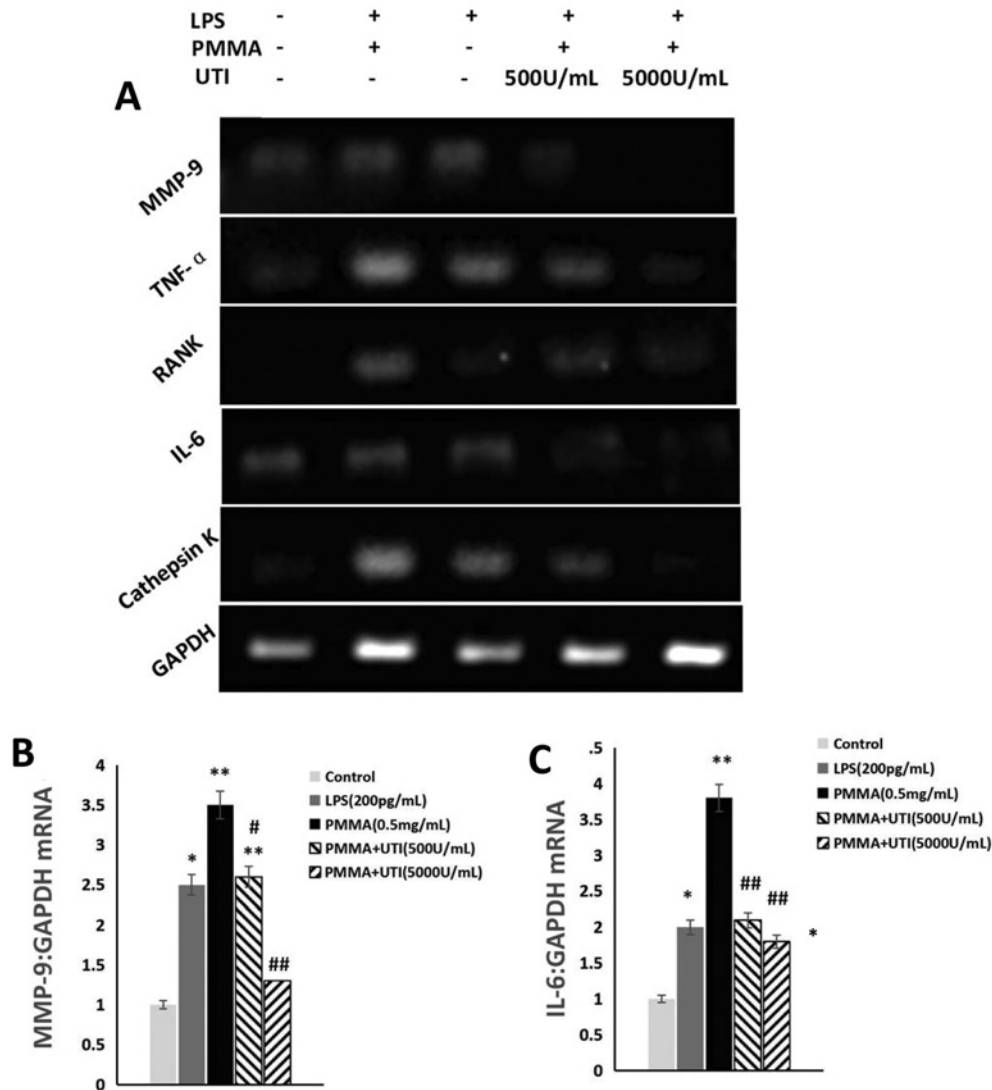 LPS - + + + +
PMMA - + - + +
UTI - - - 500U/mL 5000U/mL
A
MMP-9
TNF-α
RANK
IL-6
Cathepsin K
GAPDH
B
MMP-9:GAPDH mRNA
4
3.5
3
2.5
2
1.5
1
0.5
0
*
**
#
**
##
Control
LPS(200pg/mL)
PMMA(0.5mg/mL)
PMMA+UTI(500U/mL)
PMMA+UTI(5000U/mL)
C
IL-6:GAPDH mRNA
.5
4
3.5
3
2.5
2
1.5
1
0.5
0
*
**
##
##
*
Control
LPS(200pg/mL)
PMMA(0.5mg/mL)
PMMA+UTI(500U/mL)
PMMA+UTI(5000U/mL)